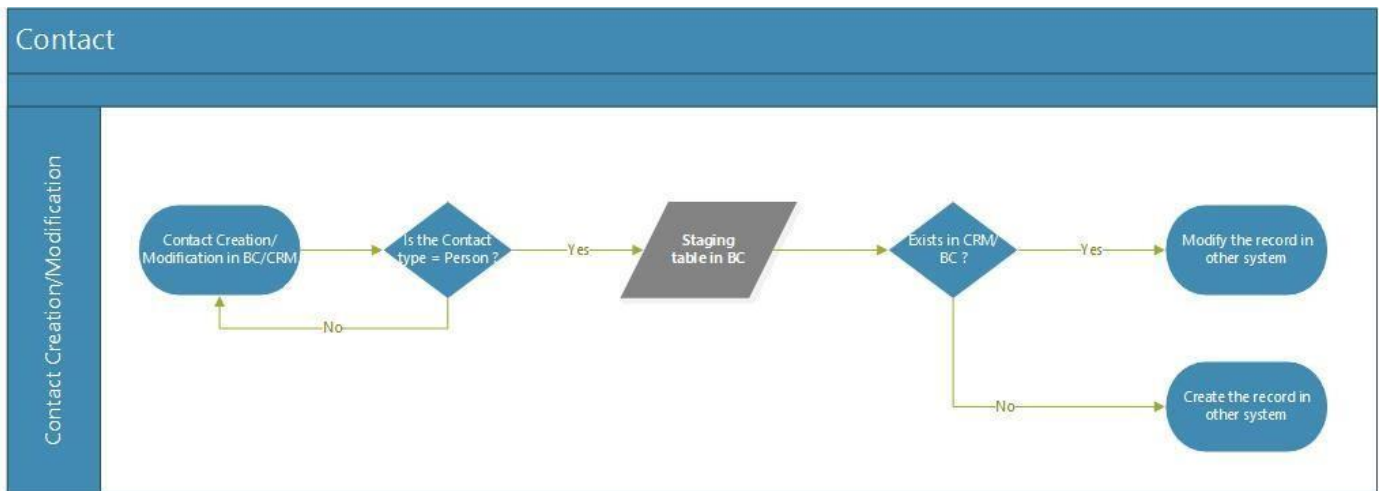 Contact
Contact Creation/Modification
Contact Creation/
Modification in BC/CRM
Is the Contact
type = Person ?
Yes
No
Staging
table in BC
Exists in CRM/
BC ?
Yes
No
Modify the record in
other system
Create the record in
other system